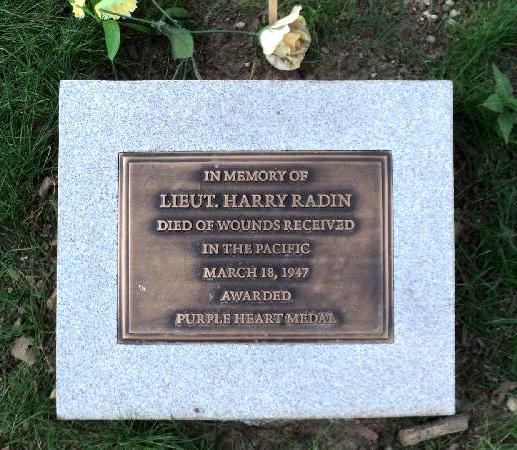 IN MEMORY OF
LIEUT. HARRY RADIN
DIED OF WOUNDS RECEIVED
IN THE PACIFIC
MARCH 18, 1947
AWARDED
PURPLE HEART MEDAL